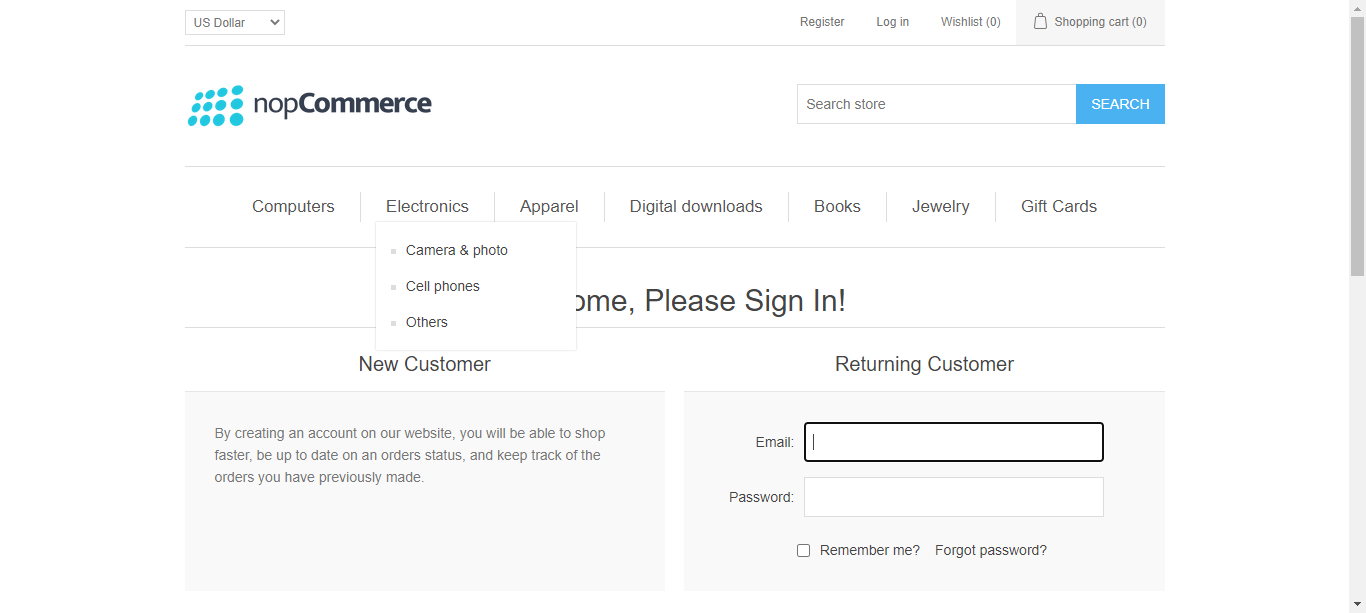 US Dollar
Register
Log in
Wishlist (0)
Shopping cart (0)
nopCommerce
Search store
SEARCH
Computers
Electronics
Apparel
Digital downloads
Books
Jewelry
Gift Cards
Camera & photo
Cell phones
Others
ome, Please Sign In!
New Customer
Returning Customer
By creating an account on our website, you will be able to shop
faster, be up to date on an orders status, and keep track of the
orders you have previously made.
Email:
Password:
Remember me?
Forgot password?